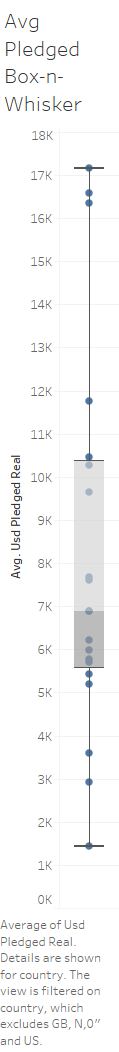 Avg
Pledged
Box-n-
Whisker
18K
17K
16K
15K
14K
13K
12K
11K
10K
9K
8K
7K
6K
5K
4K
3K
2K
1K
0K
Avg. Usd Pledged Real
Average of Usd
Pledged Real.
Details are shown
for country. The
view is filtered on
country, which
excludes GB, N,0"
and US.